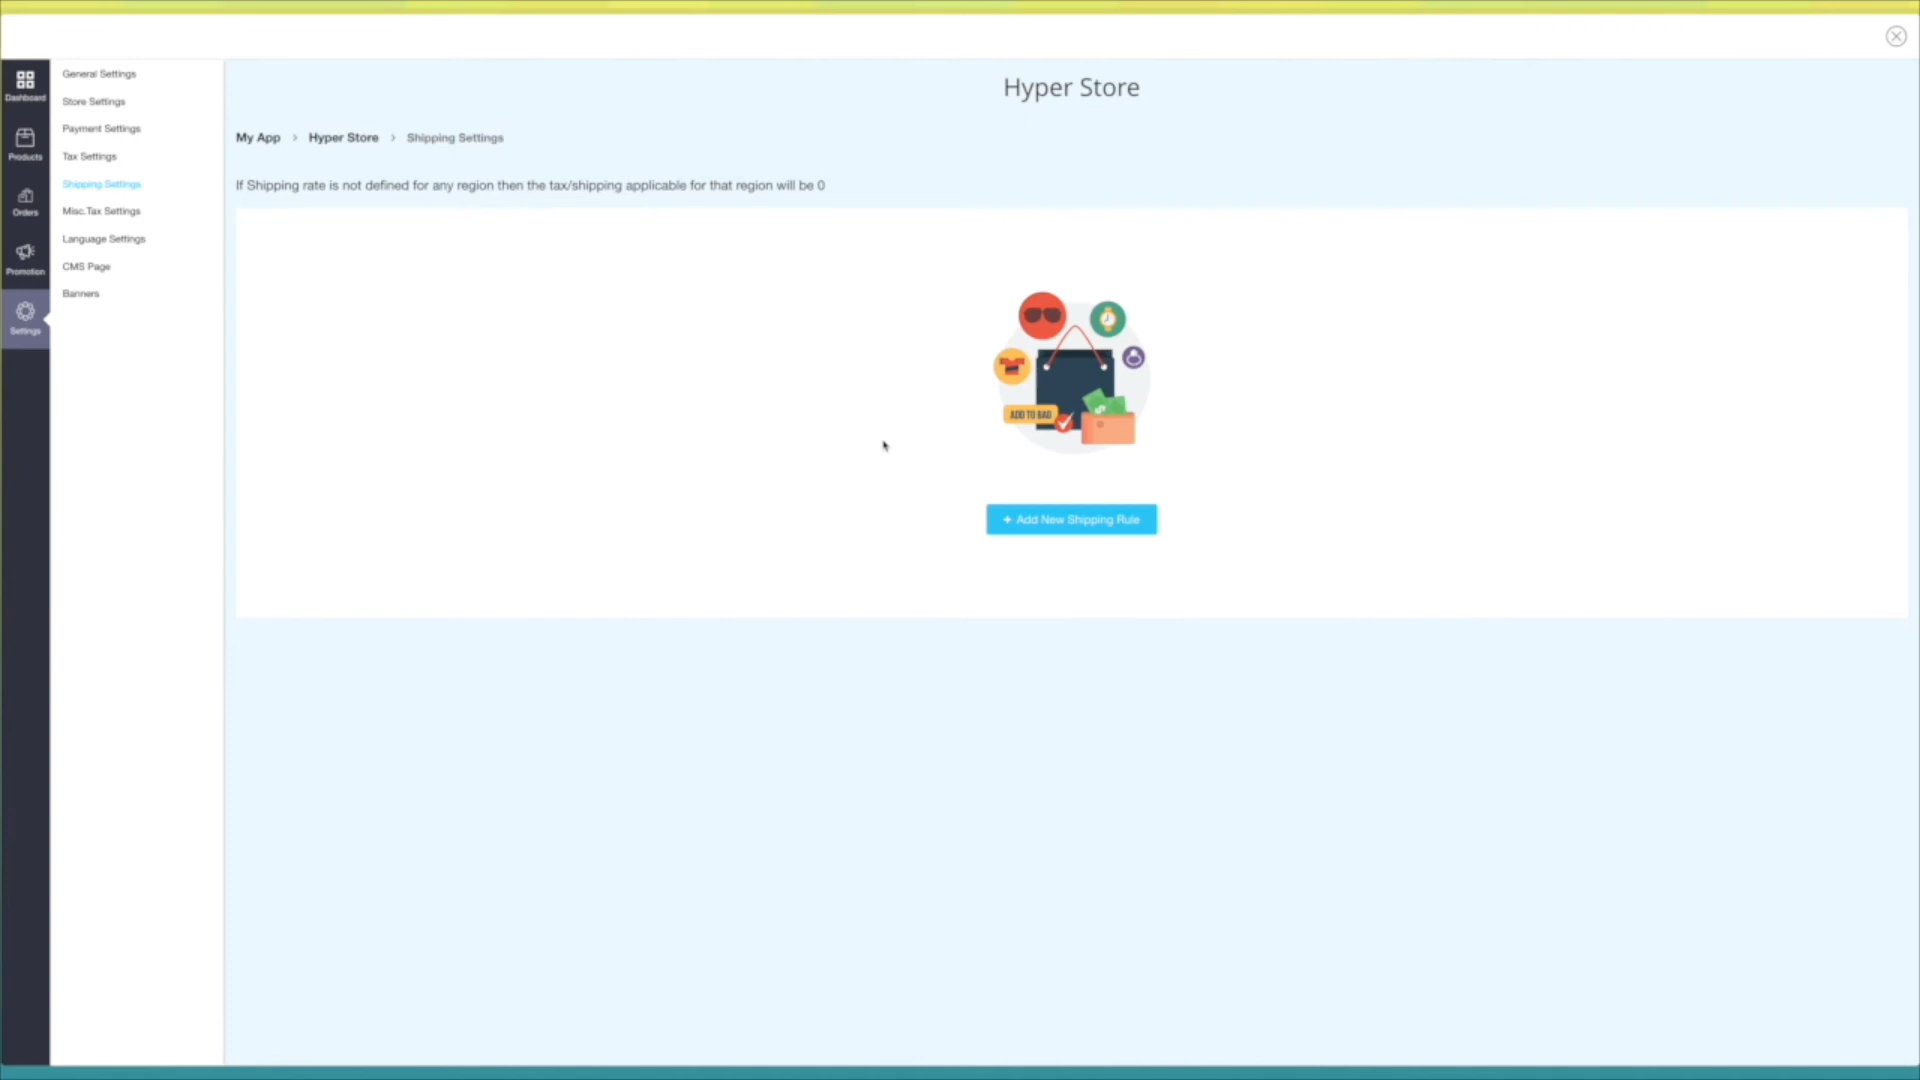 Dashboard
Products
Orders
Promotion
Settings
General Settings
Store Settings
Payment Settings
Tax Settings
Shipping Settings
Misc.Tax Settings
Language Settings
CMS Page
Banners
Hyper Store
My App > Hyper Store > Shipping Settings
If Shipping rate is not defined for any region then the tax/shipping applicable for that region will be 0
ADD TO BAG
+ Add New Shipping Rule